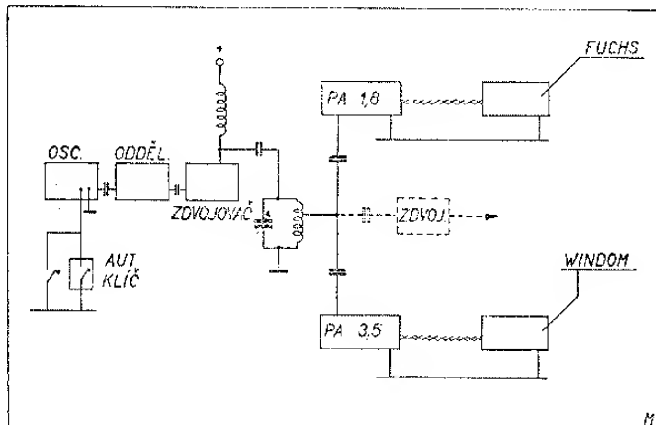 +
FUCHS
PA 1,8
OSC.
ODDĚL.
ZDVOJOVAČ
ZDVOJ.
AUT.
KLÍČ
WINDOM
PA 3,5
M